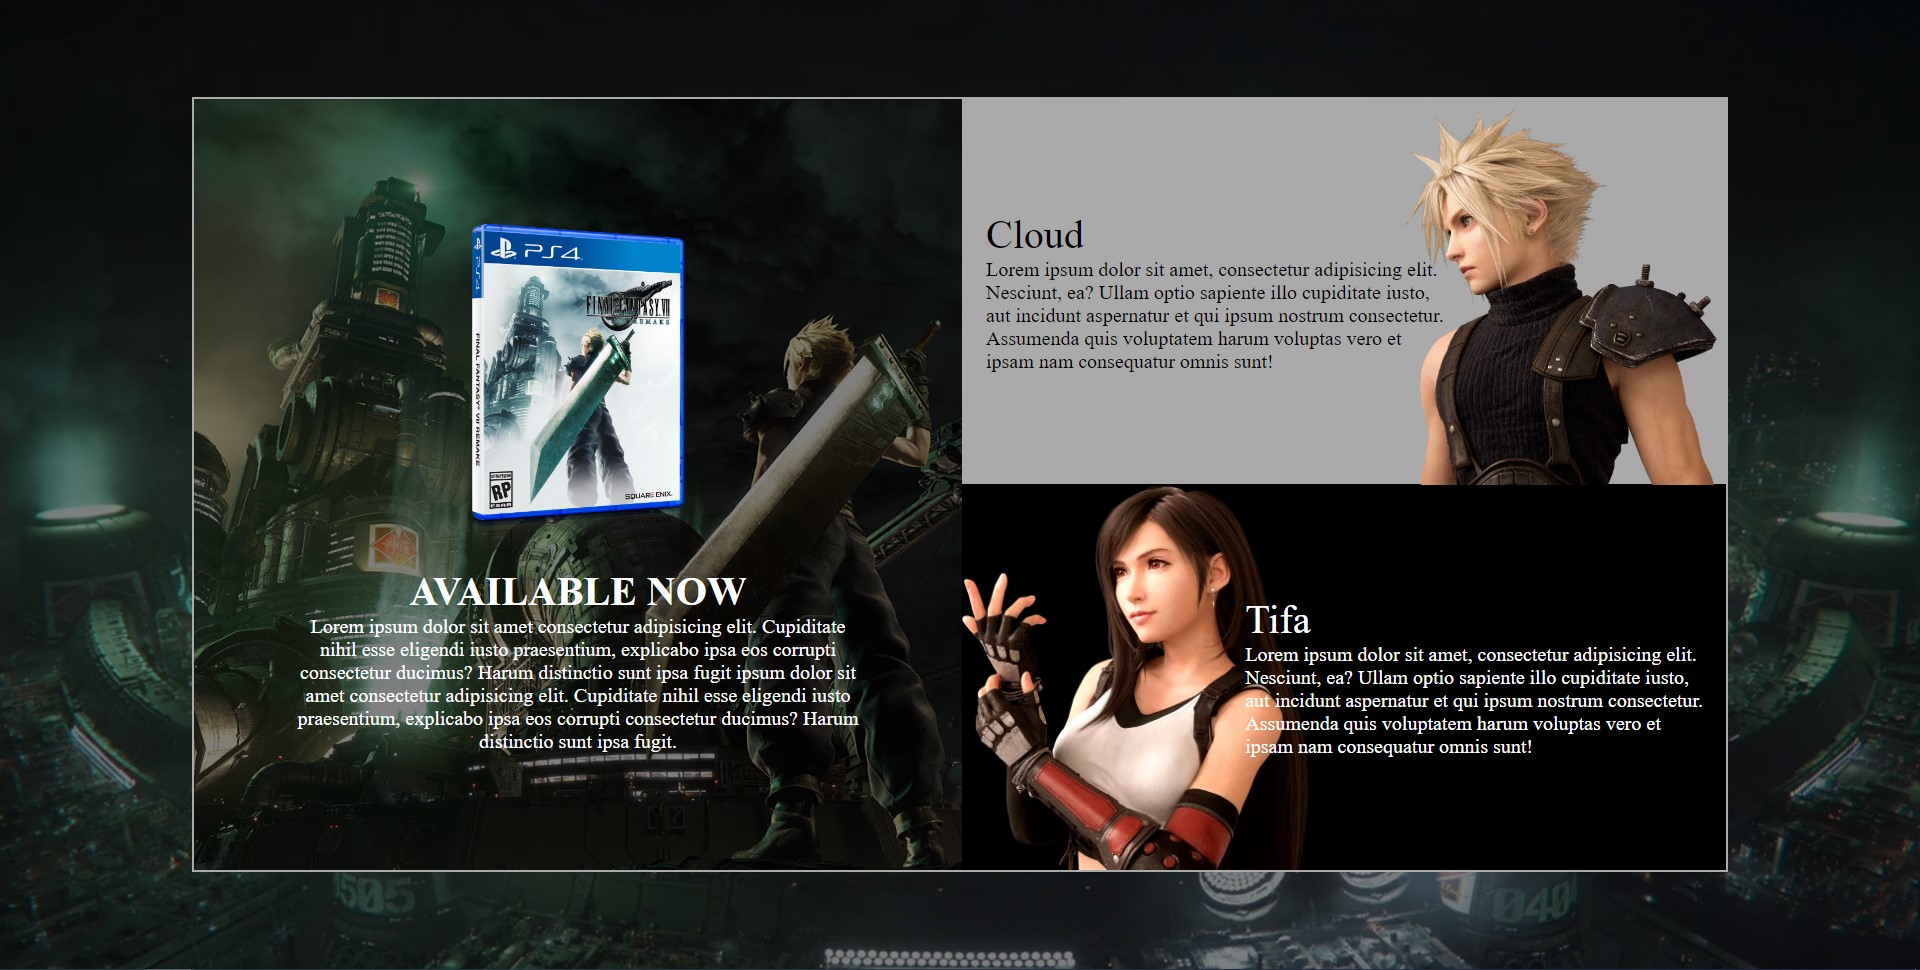 PS4
PS4
FINAL FANTASY VII
REMAKE
FINAL FANTASY VII REMAKE
RP
SQUARE ENIX.
AVAILABLE NOW
Lorem ipsum dolor sit amet consectetur adipisicing elit. Cupiditate
nihil esse eligendi iusto praesentium, explicabo ipsa eos corrupti
consectetur ducimus? Harum distinctio sunt ipsa fugit ipsum dolor sit
amet consectetur adipisicing elit. Cupiditate nihil esse eligendi iusto
praesentium, explicabo ipsa eos corrupti consectetur ducimus? Harum
distinctio sunt ipsa fugit.
Cloud
Lorem ipsum dolor sit amet, consectetur adipisicing elit.
Nesciunt, ea? Ullam optio sapiente illo cupiditate iusto,
aut incidunt aspernatur et qui ipsum nostrum consectetur.
Assumenda quis voluptatem harum voluptas vero et
ipsam nam consequatur omnis sunt!
Tifa
Lorem ipsum dolor sit amet, consectetur adipisicing elit.
Nesciunt, ea? Ullam optio sapiente illo cupiditate iusto,
aut incidunt aspernatur et qui ipsum nostrum consectetur.
Assumenda quis voluptatem harum voluptas vero et
ipsam nam consequatur omnis sunt!
505
040